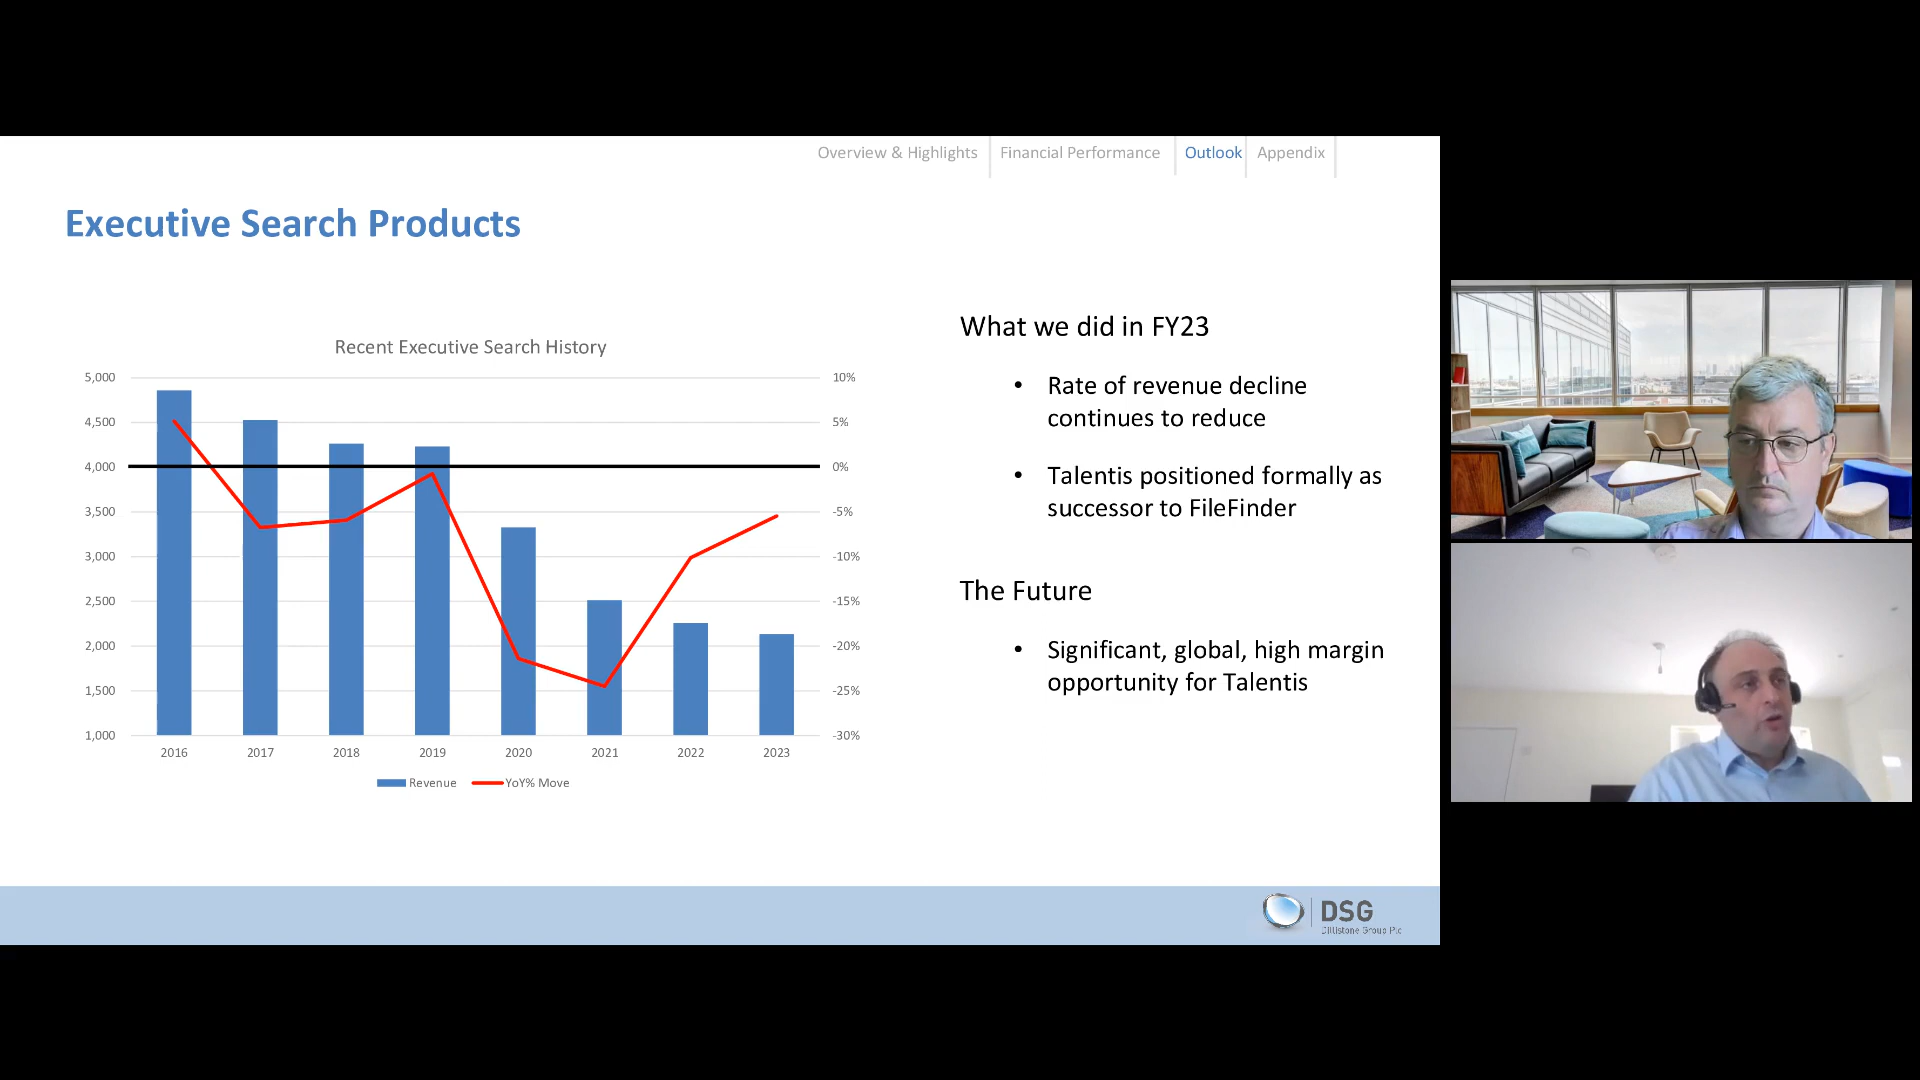 Overview & Highlights
Financial Performance
Outlook
Appendix
Executive Search Products
Recent Executive Search History
5,000
4,500
4,000
3,500
3,000
2,500
2,000
1,500
1,000
10%
5%
0%
-5%
-10%
-15%
-20%
-25%
-30%
2016
2017
2018
2019
2020
2021
2022
2023
Revenue
YoY% Move
What we did in FY23
• Rate of revenue decline
continues to reduce
• Talentis positioned formally as
successor to FileFinder
The Future
• Significant, global, high margin
opportunity for Talentis
DSG
Dillistone Group Plc